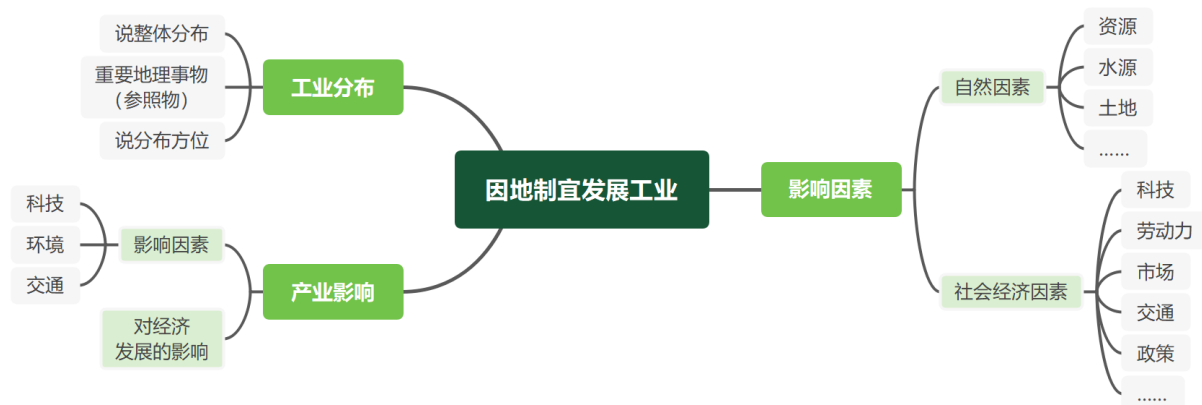 说整体分布
重要地理事物
（参照物）
说分布方位
工业分布
科技
环境
交通
影响因素
对经济
发展的影响
产业影响
因地制宜发展工业
影响因素
自然因素
资源
水源
土地
……
社会经济因素
科技
劳动力
市场
交通
政策
……